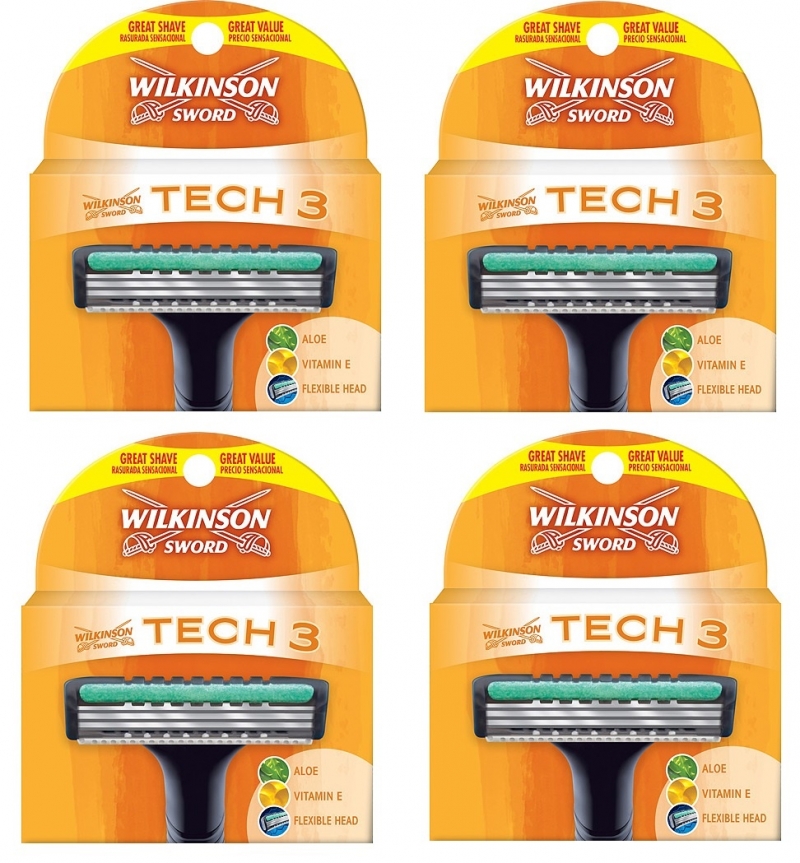 GREAT SHAVE GREAT VALUE
RASURADA SENSACIONAL PRECIO SENSACIONAL
WILKINSON
SWORD
WILKINSON
SWORD
TECH 3
ALOE
VITAMIN E
FLEXIBLE HEAD
GREAT SHAVE GREAT VALUE
RASURADA SENSACIONAL PRECIO SENSACIONAL
WILKINSON
SWORD
WILKINSON
SWORD
TECH 3
ALOE
VITAMIN E
FLEXIBLE HEAD
GREAT SHAVE GREAT VALUE
RASURADA SENSACIONAL PRECIO SENSACIONAL
WILKINSON
SWORD
WILKINSON
SWORD
TECH 3
ALOE
VITAMIN E
FLEXIBLE HEAD
GREAT SHAVE GREAT VALUE
RASURADA SENSACIONAL PRECIO SENSACIONAL
WILKINSON
SWORD
WILKINSON
SWORD
TECH 3
ALOE
VITAMIN E
FLEXIBLE HEAD